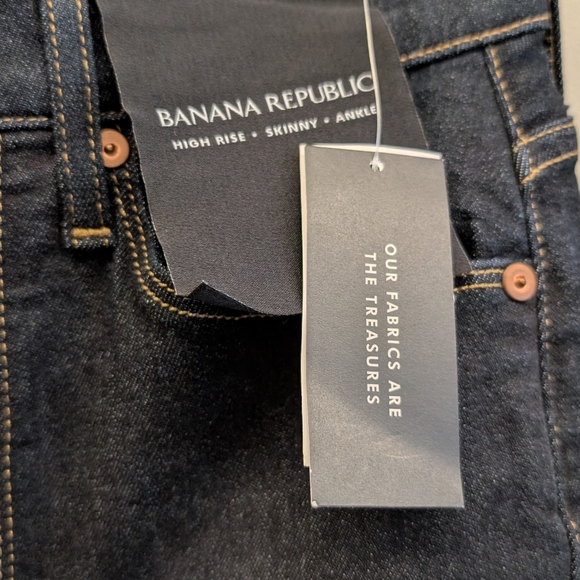 BANANA REPUBLIC
HIGH RISE • SKINNY • ANKLE
OUR FABRICS ARE
THE TREASURES